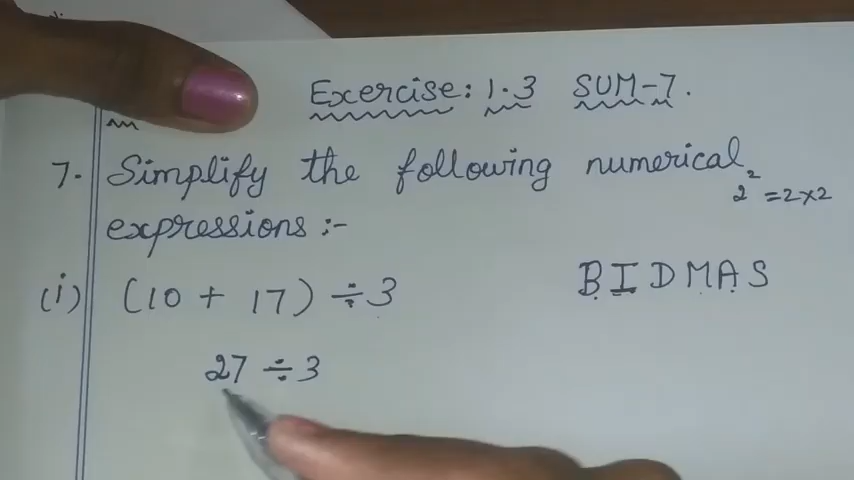 Exercise: 1.3 SUM-7.
7. Simplify the following numerical
2² = 2×2
expressions :-
(i) (10 + 17) ÷ 3
BIDMAS
27 ÷ 3